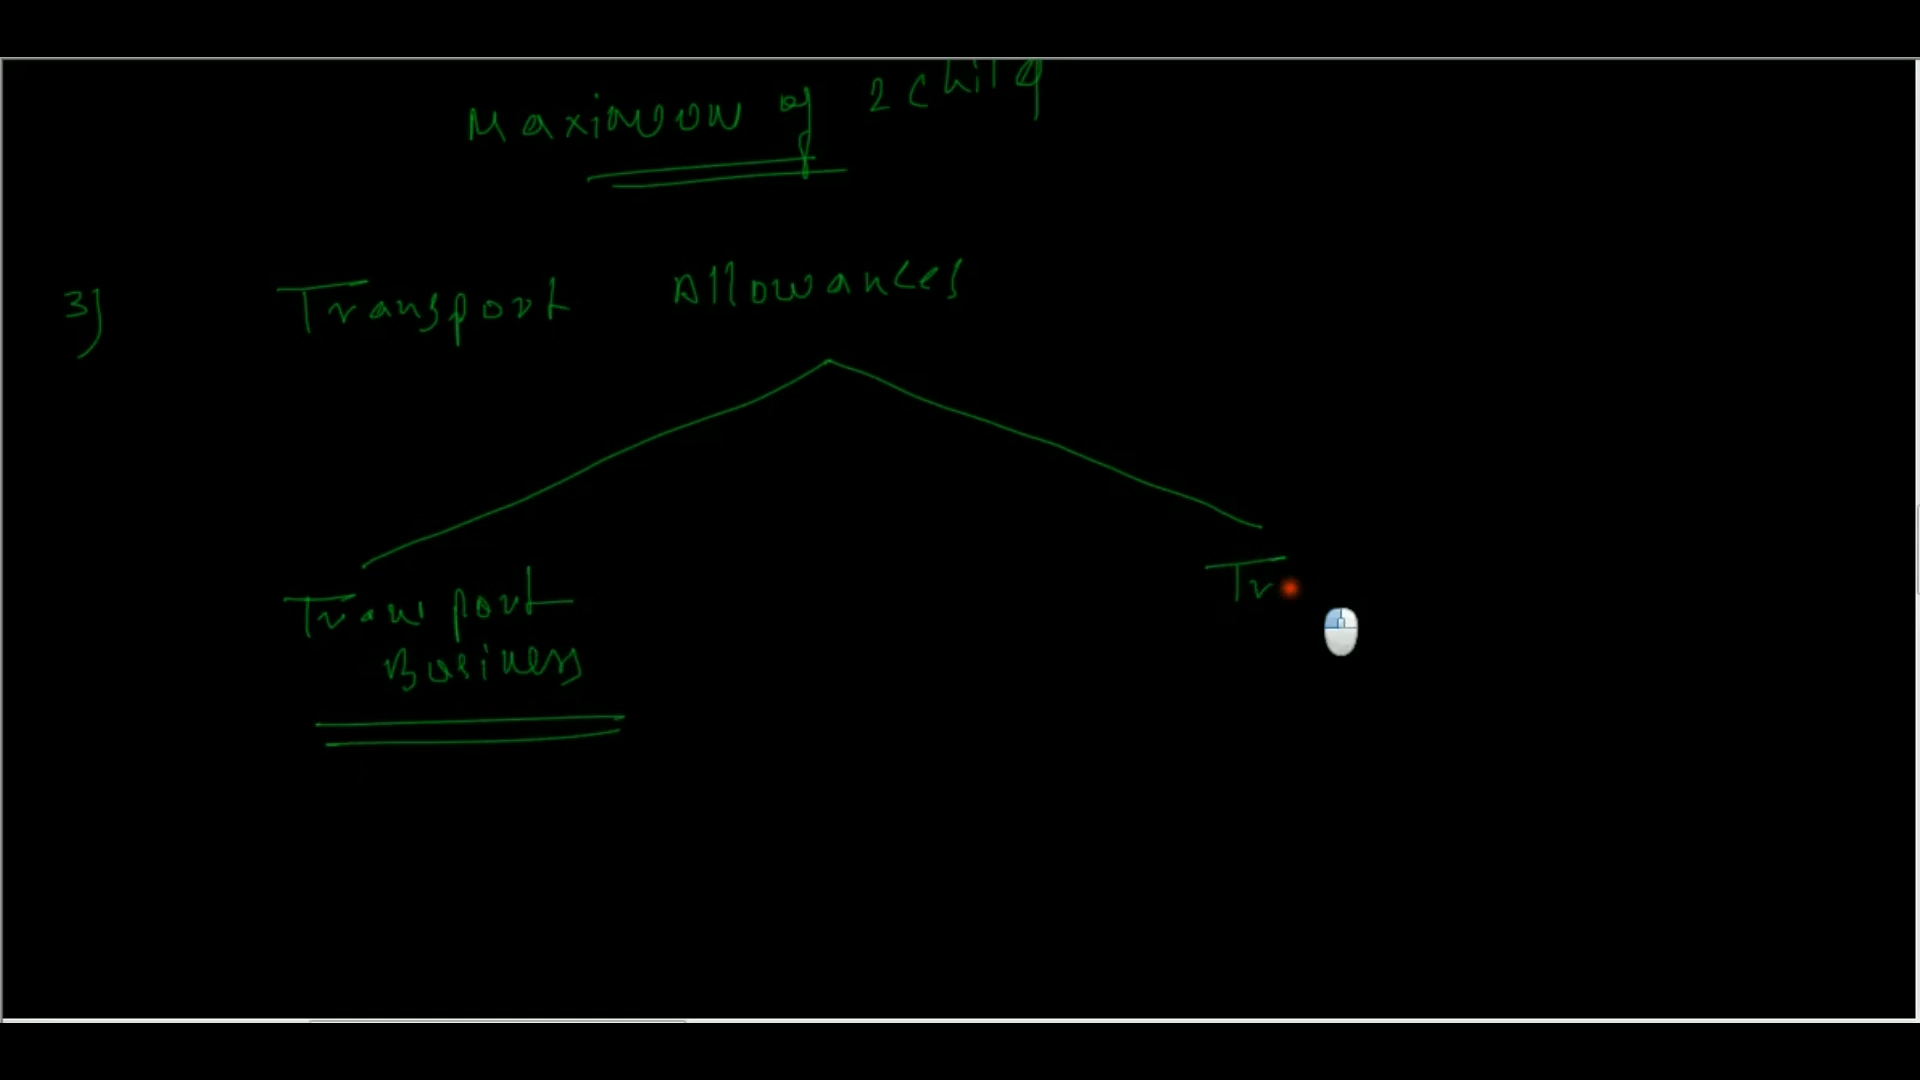 Maximum of 2 child
3) Transport Allowances
Transport
Business
Tr